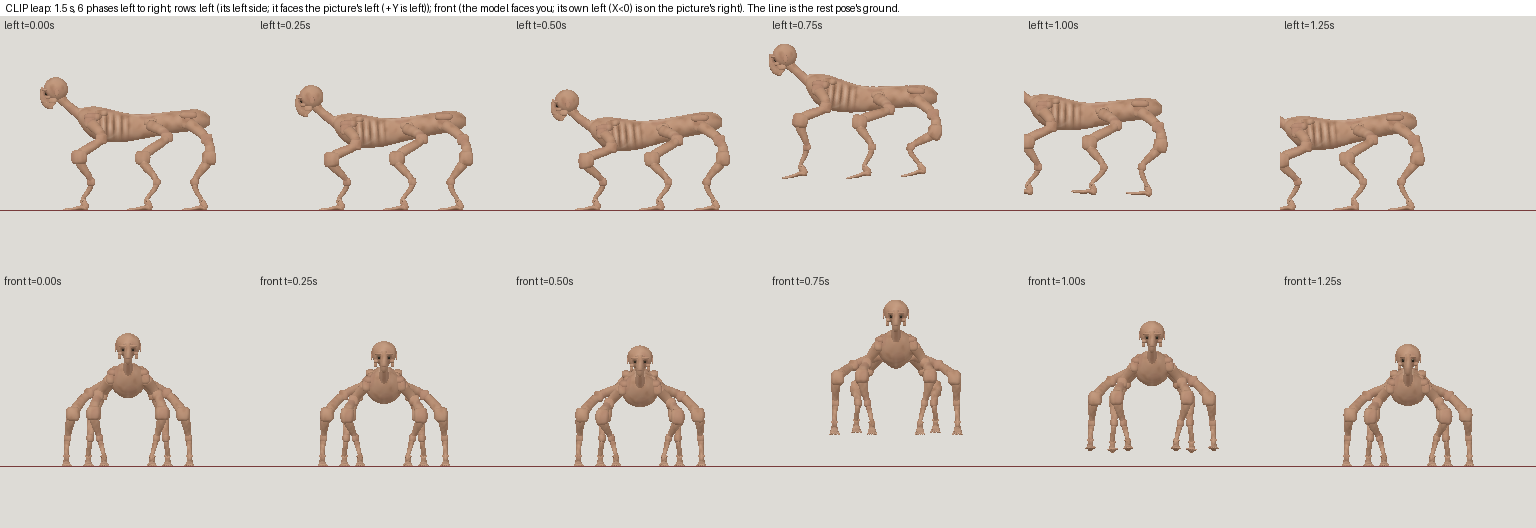 CLIP leap: 1.5 s, 6 phases left to right; rows: left (its left side; it faces the picture's left (+Y is left)); front (the model faces you; its own left (X<0) is on the picture's right). The line is the rest pose's ground.
left t=0.00s left t=0.25s left t=0.50s left t=0.75s left t=1.00s left t=1.25s
front t=0.00s front t=0.25s front t=0.50s front t=0.75s front t=1.00s front t=1.25s